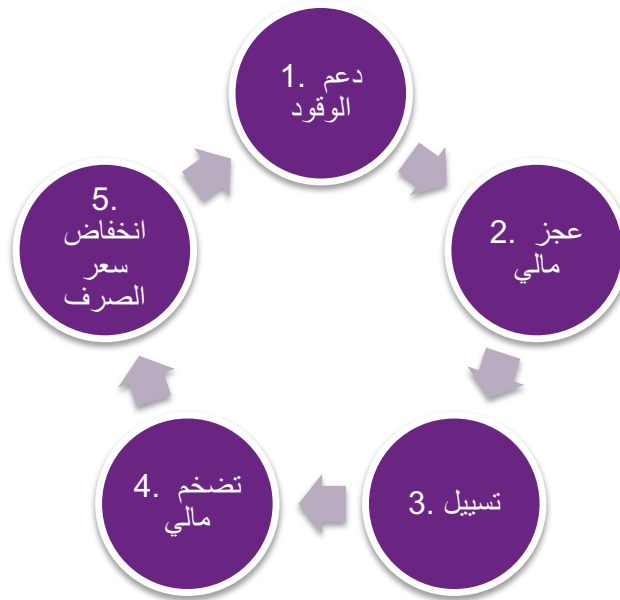 1. دعم
الوقود
2. عجز
مالي
3. تسييل
4. تضخم
مالي
5.
انخفاض
سعر
الصرف